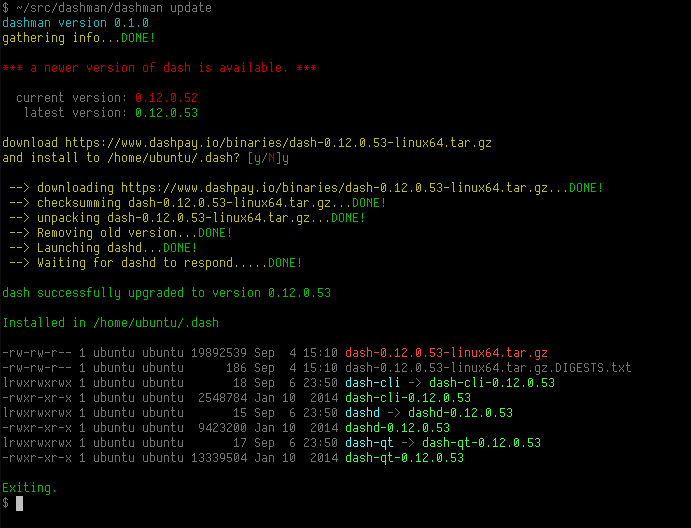 $ ~/src/dashman/dashman update
dashman version 0.1.0
gathering info...DONE!
*** a newer version of dash is available. ***
current version: 0.12.0.52
latest version: 0.12.0.53
download https://www.dashpay.io/binaries/dash-0.12.0.53-linux64.tar.gz
and install to /home/ubuntu/.dash? [y/N]y
--> downloading https://www.dashpay.io/binaries/dash-0.12.0.53-linux64.tar.gz...DONE!
--> checksumming dash-0.12.0.53-linux64.tar.gz...DONE!
--> unpacking dash-0.12.0.53-linux64.tar.gz...DONE!
--> Removing old version...DONE!
--> Launching dashd...DONE!
--> Waiting for dashd to respond.....DONE!
dash successfully upgraded to version 0.12.0.53
Installed in /home/ubuntu/.dash
-rw-rw-r-- 1 ubuntu ubuntu 19892539 Sep  4 15:10 dash-0.12.0.53-linux64.tar.gz
-rw-rw-r-- 1 ubuntu ubuntu      186 Sep  4 15:10 dash-0.12.0.53-linux64.tar.gz.DIGESTS.txt
lrwxrwxrwx 1 ubuntu ubuntu       18 Sep  6 23:50 dash-cli -> dash-cli-0.12.0.53
-rwxr-xr-x 1 ubuntu ubuntu  2548784 Jan 10  2014 dash-cli-0.12.0.53
lrwxrwxrwx 1 ubuntu ubuntu       15 Sep  6 23:50 dashd -> dashd-0.12.0.53
-rwxr-xr-x 1 ubuntu ubuntu  9423200 Jan 10  2014 dashd-0.12.0.53
lrwxrwxrwx 1 ubuntu ubuntu       17 Sep  6 23:50 dash-qt -> dash-qt-0.12.0.53
-rwxr-xr-x 1 ubuntu ubuntu 13339504 Jan 10  2014 dash-qt-0.12.0.53
Exiting.
$